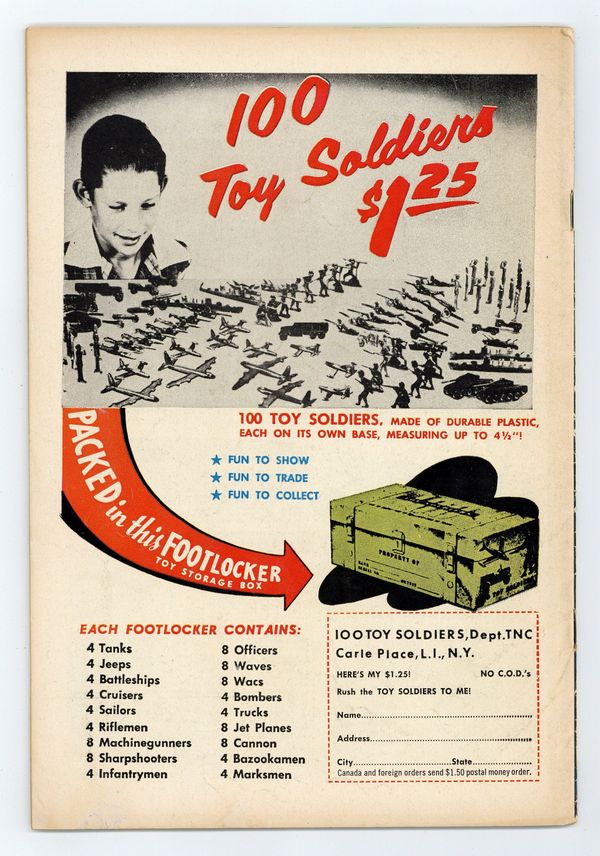 100
Toy Soldiers
$1.25
100 TOY SOLDIERS, MADE OF DURABLE PLASTIC,
EACH ON ITS OWN BASE, MEASURING UP TO 4½"!
PACKED in this FOOTLOCKER
TOY STORAGE BOX
★ FUN TO SHOW
★ FUN TO TRADE
★ FUN TO COLLECT
PROPERTY OF
EACH FOOTLOCKER CONTAINS:
4 Tanks
4 Jeeps
4 Battleships
4 Cruisers
4 Sailors
4 Riflemen
8 Machinegunners
8 Sharpshooters
4 Infantrymen
8 Officers
8 Waves
8 Wacs
4 Bombers
4 Trucks
8 Jet Planes
8 Cannon
4 Bazookamen
4 Marksmen
100 TOY SOLDIERS, Dept. TNC
Carle Place, L.I., N.Y.
HERE'S MY $1.25! NO C.O.D.'s
Rush the TOY SOLDIERS TO ME!
Name
Address
City State
Canada and foreign orders send $1.50 postal money order.